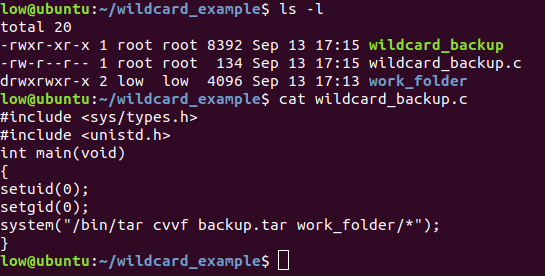 low@ubuntu:~/wildcard_example$ ls -l
total 20
-rwxr-xr-x 1 root root 8392 Sep 13 17:15 wildcard_backup
-rw-r--r-- 1 root root  134 Sep 13 17:15 wildcard_backup.c
drwxrwxr-x 2 low  low  4096 Sep 13 17:13 work_folder
low@ubuntu:~/wildcard_example$ cat wildcard_backup.c
#include <sys/types.h>
#include <unistd.h>
int main(void)
{
setuid(0);
setgid(0);
system("/bin/tar cvvf backup.tar work_folder/*");
}
low@ubuntu:~/wildcard_example$